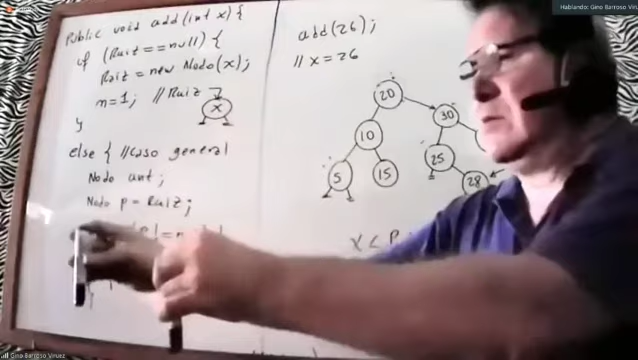 Hablando: Gino Barroso Viruez
Public void add(int x){
if (Raiz==null) {
Raiz = new Nodo(x);
n=1; //Raiz
x
}
else { //Caso general
Nodo ant;
Nodo p = Raiz;
add(26);
// x = 26
20
30
10
25
5
15
28
x < p
Gino Barroso Viruez